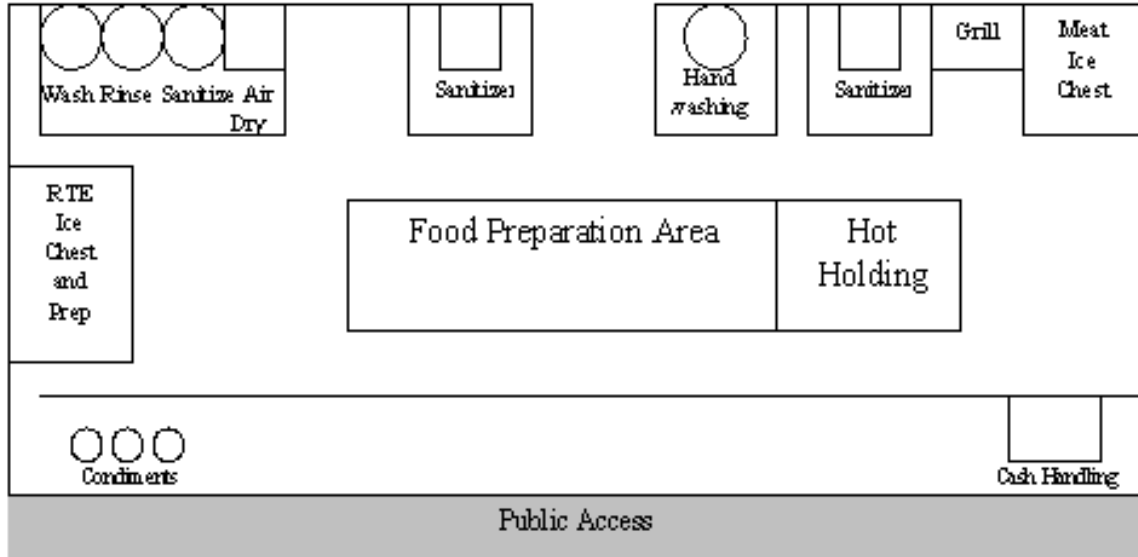 Wash Rinse Sanitize Air
Dry
Sanitizer
Hand
washing
Sanitizer
Grill
Meat
Ice
Chest
RTE
Ice
Chest
and
Prep
Food Preparation Area
Hot
Holding
Condiments
Cash Handling
Public Access